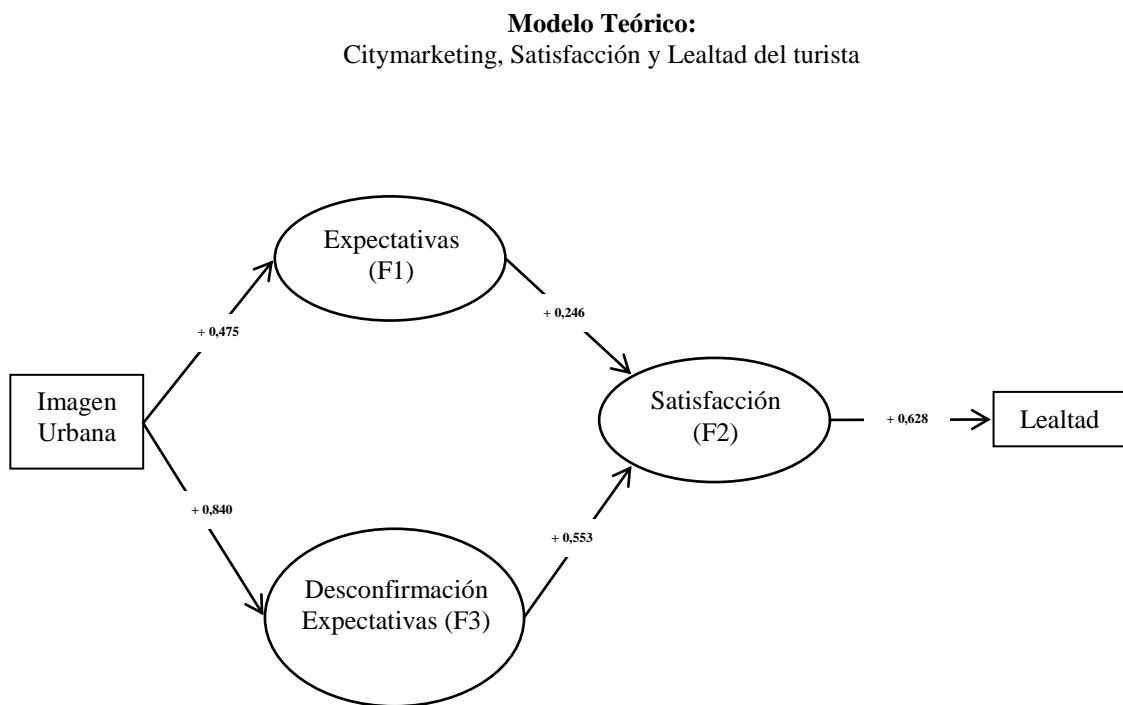 Modelo Teórico:
Citymarketing, Satisfacción y Lealtad del turista
Expectativas
(F1)
+ 0,475
+ 0,246
Imagen
Urbana
Satisfacción
(F2)
+ 0,628
Lealtad
+ 0,840
+ 0,553
Desconfirmación
Expectativas (F3)